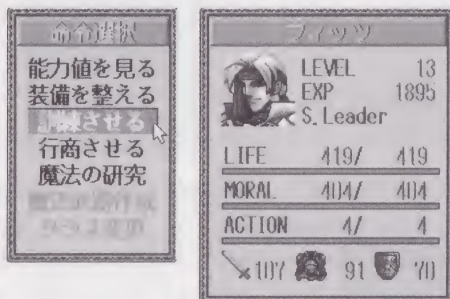 命令選択
能力値を見る
装備を整える
訓練させる
行商させる
魔法の研究
フィッツ
LEVEL 13
EXP 1895
S.Leader
LIFE 419/ 419
MORAL 404/ 404
ACTION 4/ 4
107 91 70